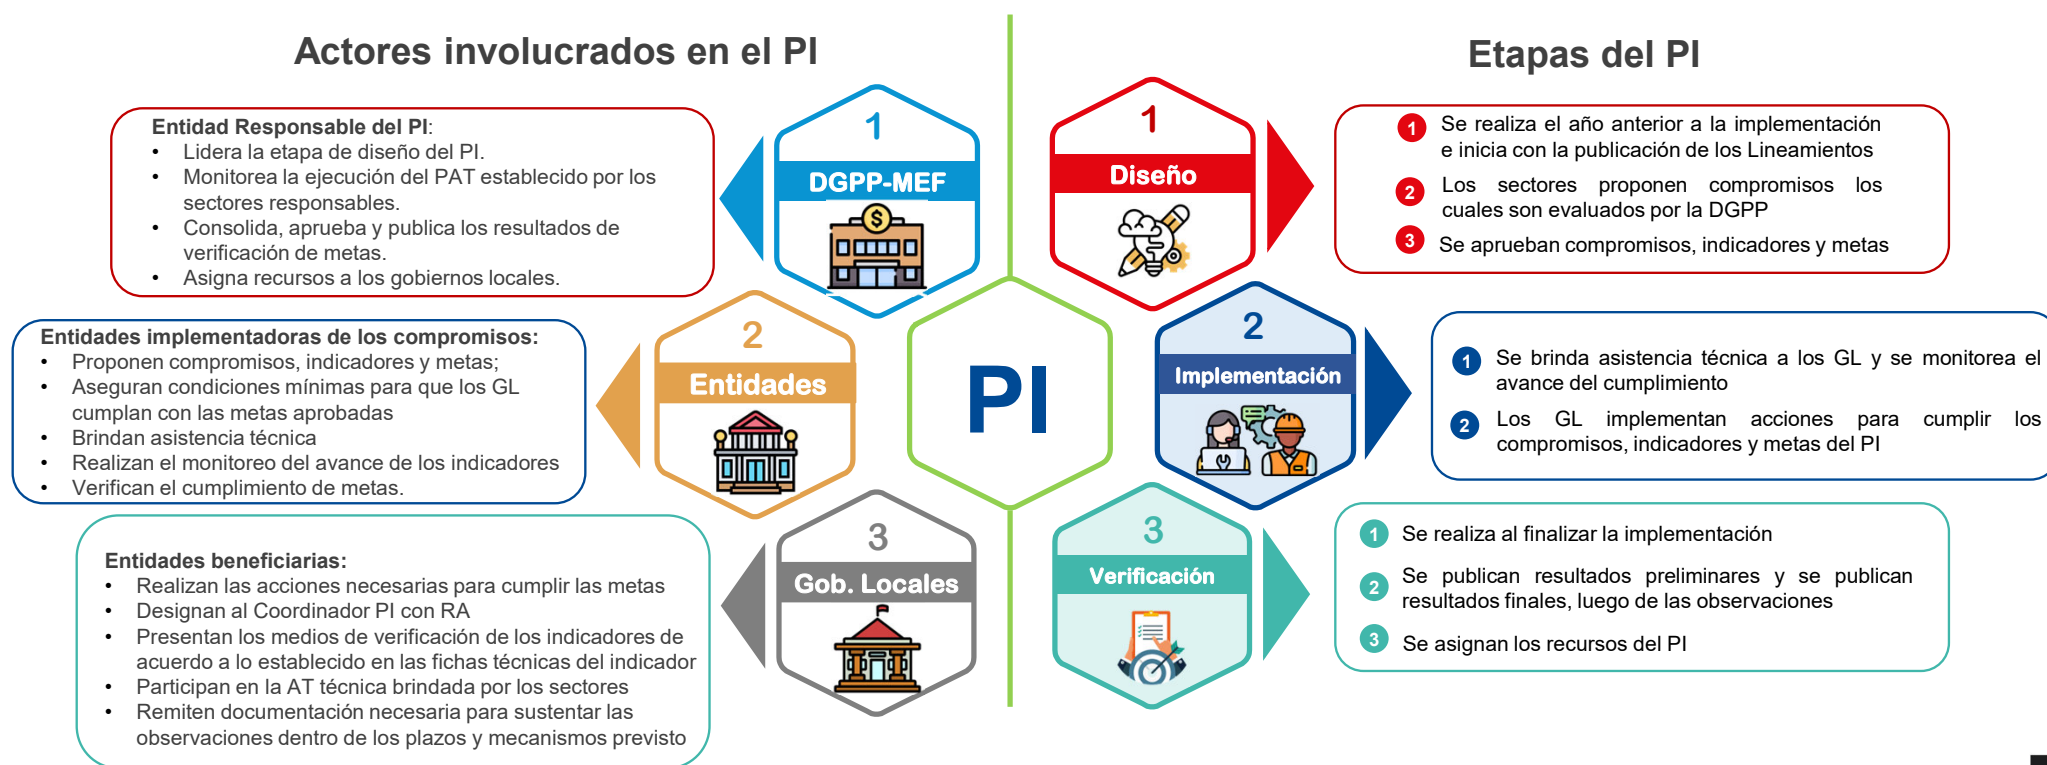 Actores involucrados en el PI
1
DGPP-MEF
Entidad Responsable del PI:
• Lidera la etapa de diseño del PI.
• Monitorea la ejecución del PAT establecido por los
sectores responsables.
• Consolida, aprueba y publica los resultados de
verificación de metas.
• Asigna recursos a los gobiernos locales.
2
Entidades
Entidades implementadoras de los compromisos:
• Proponen compromisos, indicadores y metas;
• Aseguran condiciones mínimas para que los GL
cumplan con las metas aprobadas
• Brindan asistencia técnica
• Realizan el monitoreo del avance de los indicadores
• Verifican el cumplimiento de metas.
3
Gob. Locales
Entidades beneficiarias:
• Realizan las acciones necesarias para cumplir las metas
• Designan al Coordinador PI con RA
• Presentan los medios de verificación de los indicadores de
acuerdo a lo establecido en las fichas técnicas del indicador
• Participan en la AT técnica brindada por los sectores
• Remiten documentación necesaria para sustentar las
observaciones dentro de los plazos y mecanismos previsto
PI
Etapas del PI
1
Diseño
1 Se realiza el año anterior a la implementación
e inicia con la publicación de los Lineamientos
2 Los sectores proponen compromisos los
cuales son evaluados por la DGPP
3 Se aprueban compromisos, indicadores y metas
2
Implementación
1 Se brinda asistencia técnica a los GL y se monitorea el
avance del cumplimiento
2 Los GL implementan acciones para cumplir los
compromisos, indicadores y metas del PI
3
Verificación
1 Se realiza al finalizar la implementación
2 Se publican resultados preliminares y se publican
resultados finales, luego de las observaciones
3 Se asignan los recursos del PI